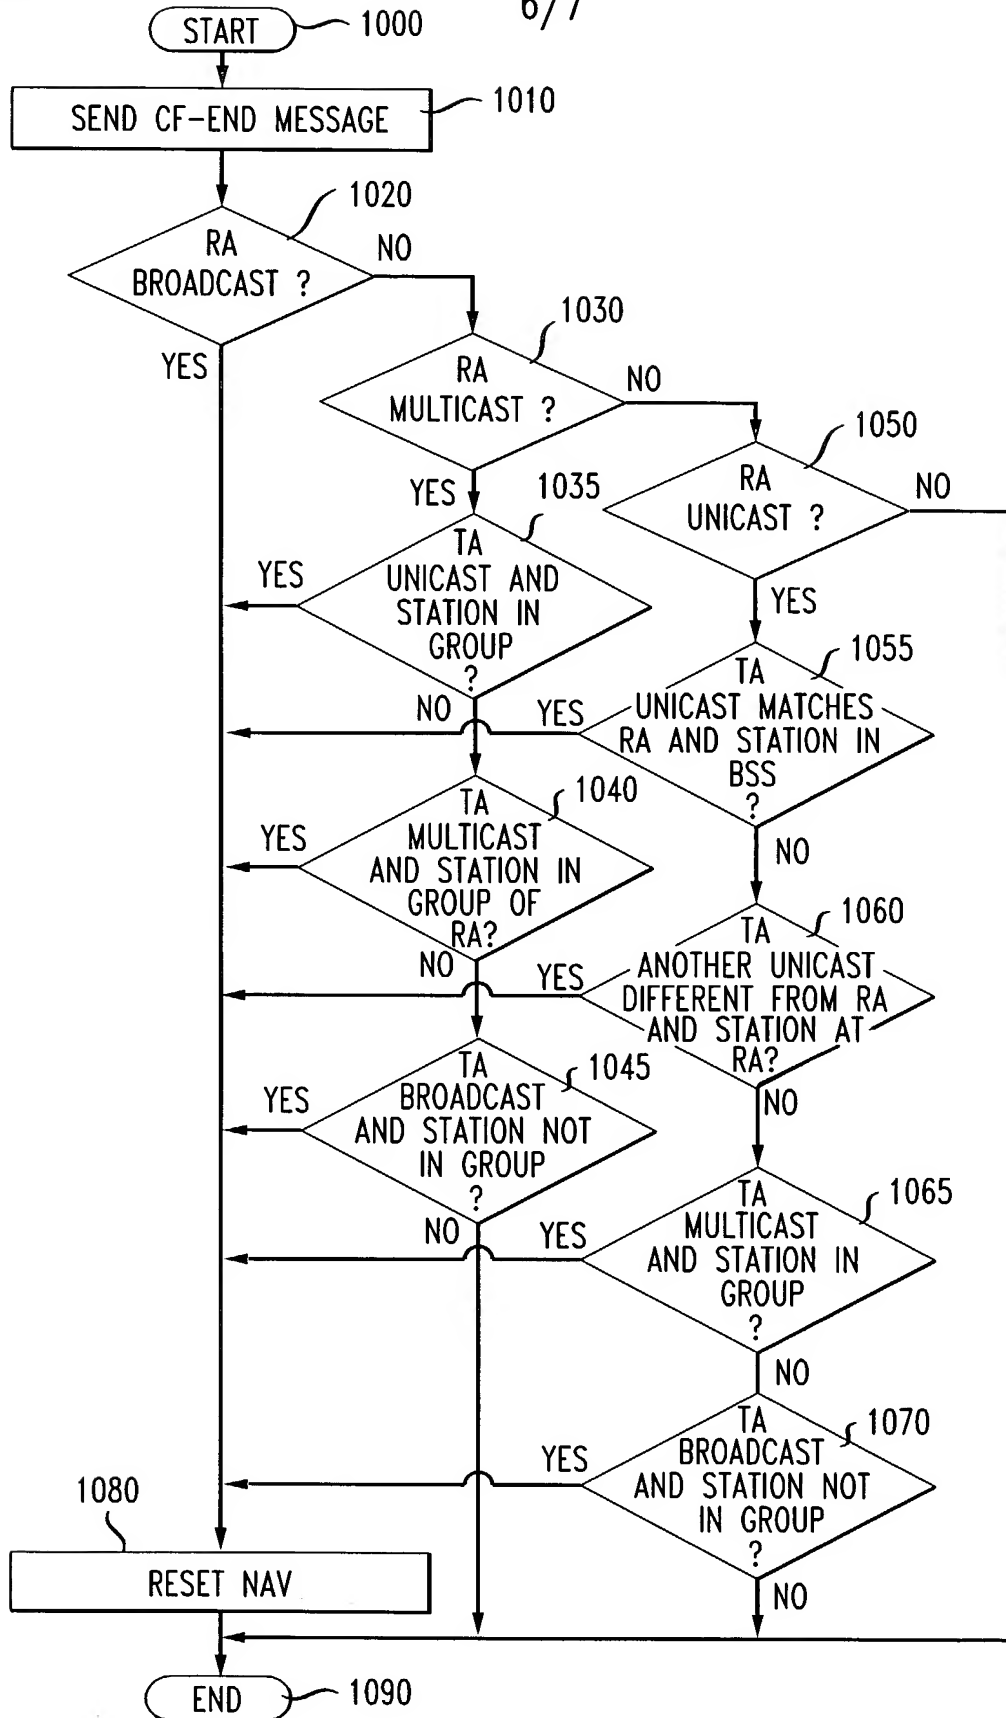 6/7
START
1000
SEND CF-END MESSAGE
1010
RA
BROADCAST ?
1020
NO
YES
RA
MULTICAST ?
1030
NO
YES
RA
UNICAST ?
1050
NO
YES
TA
UNICAST AND
STATION IN
GROUP
?
1035
YES
NO
TA
UNICAST MATCHES
RA AND STATION IN
BSS
?
1055
YES
NO
TA
MULTICAST
AND STATION IN
GROUP OF
RA?
1040
YES
NO
TA
ANOTHER UNICAST
DIFFERENT FROM RA
AND STATION AT
RA?
1060
YES
NO
TA
BROADCAST
AND STATION NOT
IN GROUP
?
1045
YES
NO
TA
MULTICAST
AND STATION IN
GROUP
?
1065
YES
NO
TA
BROADCAST
AND STATION NOT
IN GROUP
?
1070
YES
NO
1080
RESET NAV
END
1090